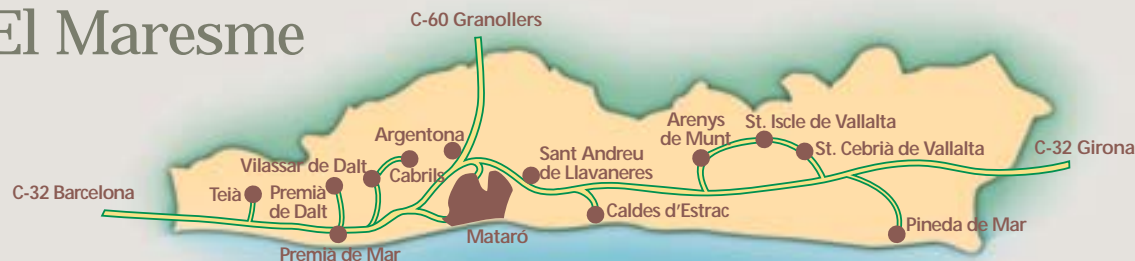 El Maresme
C-60 Granollers
Argentona
Vilassar de Dalt
Cabrils
Teià
Premià
de Dalt
C-32 Barcelona
Premià de Mar
Mataró
Sant Andreu
de Llavaneres
Caldes d'Estrac
Arenys
de Munt
St. Iscle de Vallalta
St. Cebrià de Vallalta
C-32 Girona
Pineda de Mar